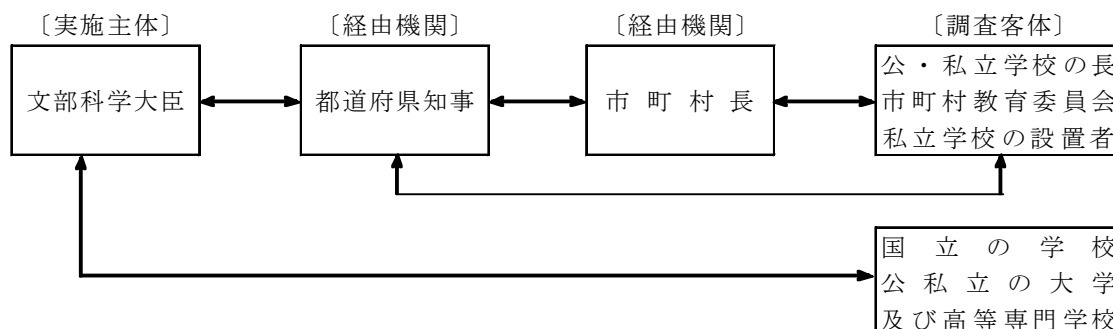 〔実施主体〕
〔経由機関〕
〔経由機関〕
〔調査客体〕
文部科学大臣
都道府県知事
市町村長
公・私立学校の長
市町村教育委員会
私立学校の設置者
国立の学校
公私立の大学
及び高等専門学校